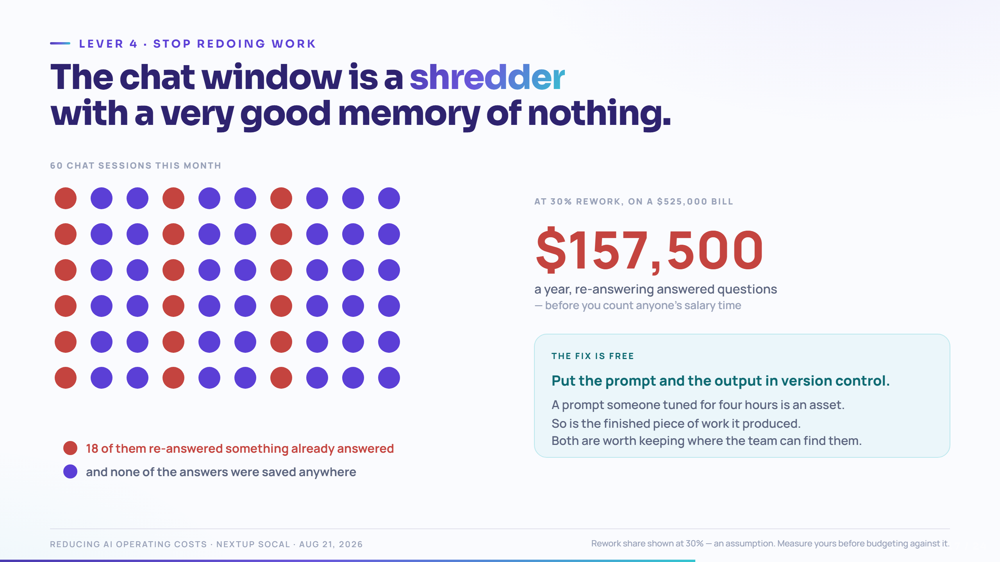 LEVER 4 · STOP REDOING WORK
The chat window is a shredder
with a very good memory of nothing.
60 CHAT SESSIONS THIS MONTH
18 of them re-answered something already answered
and none of the answers were saved anywhere
AT 30% REWORK, ON A $525,000 BILL
$157,500
a year, re-answering answered questions
— before you count anyone’s salary time
THE FIX IS FREE
Put the prompt and the output in version control.
A prompt someone tuned for four hours is an asset.
So is the finished piece of work it produced.
Both are worth keeping where the team can find them.
REDUCING AI OPERATING COSTS · NEXTUP SOCAL · AUG 21, 2026
Rework share shown at 30% — an assumption. Measure yours before budgeting against it.